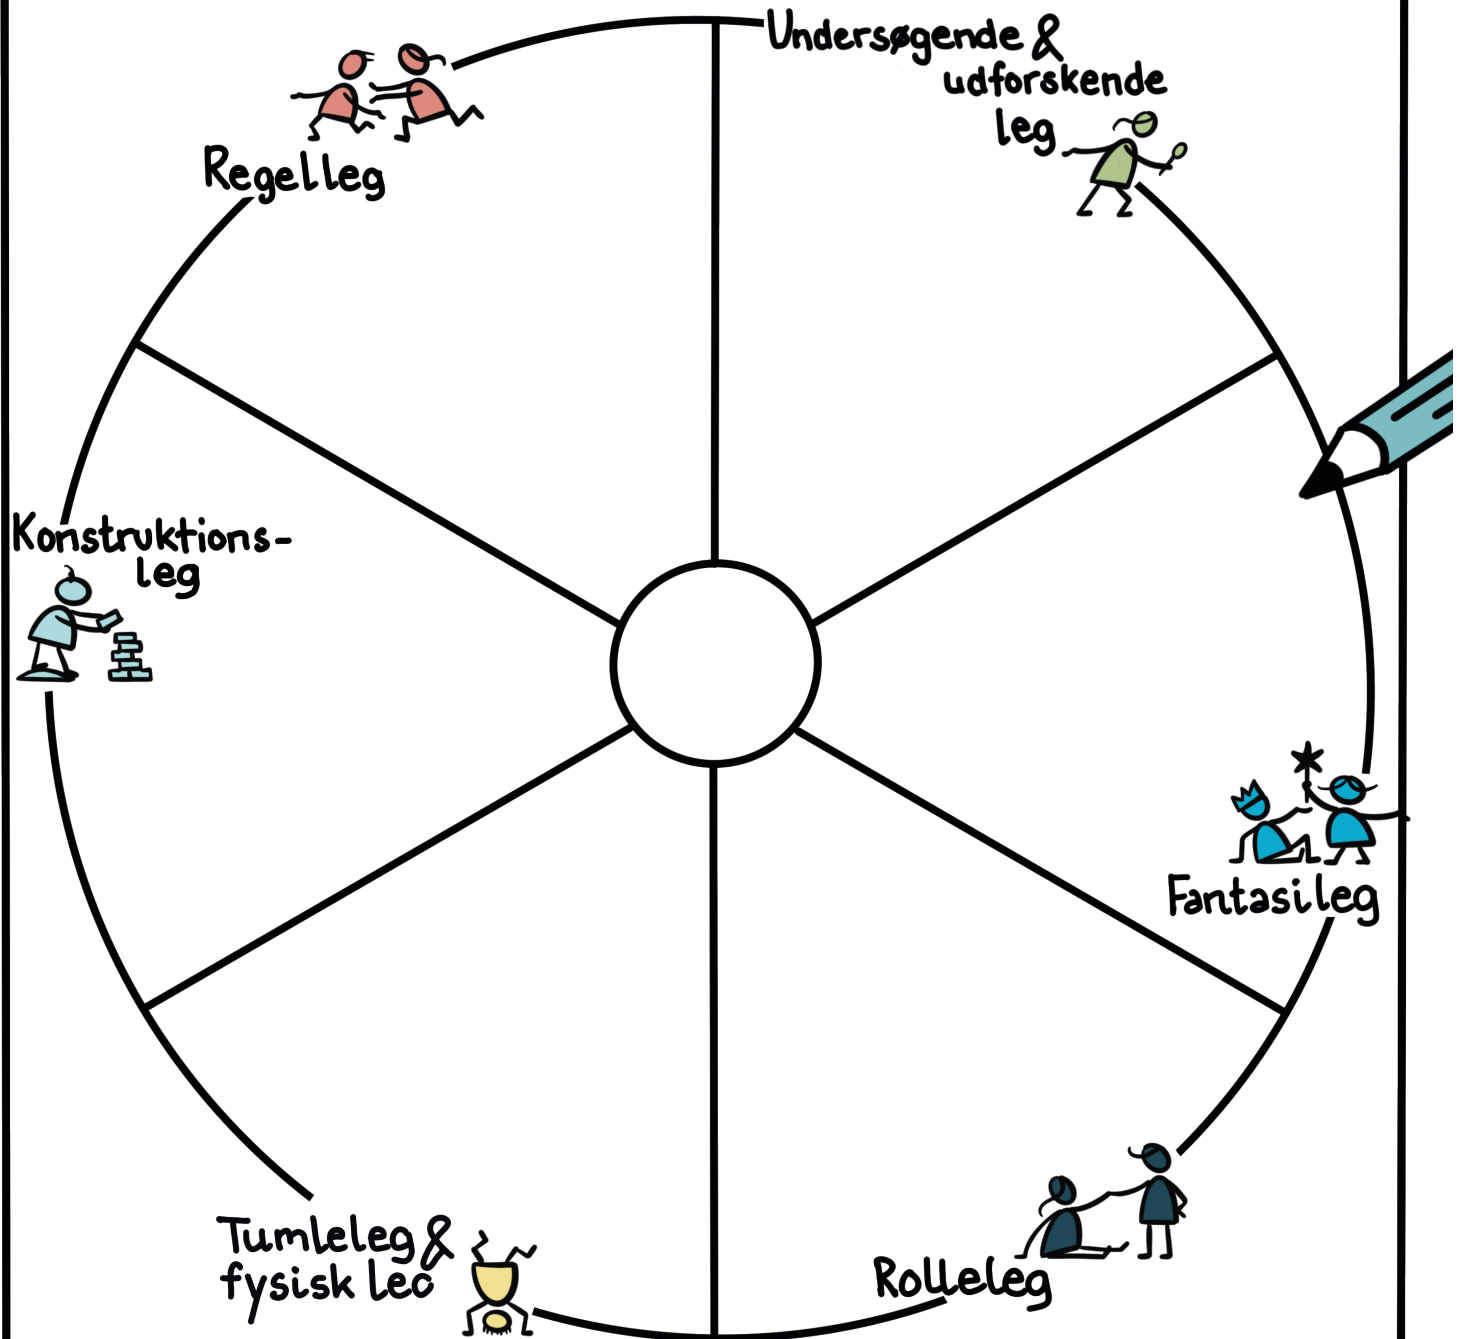 Undersøgende &
udforskende
leg
Regelleg
Konstruktions-
leg
Fantasileg
Tumleleg &
fysisk leg
Rolleleg